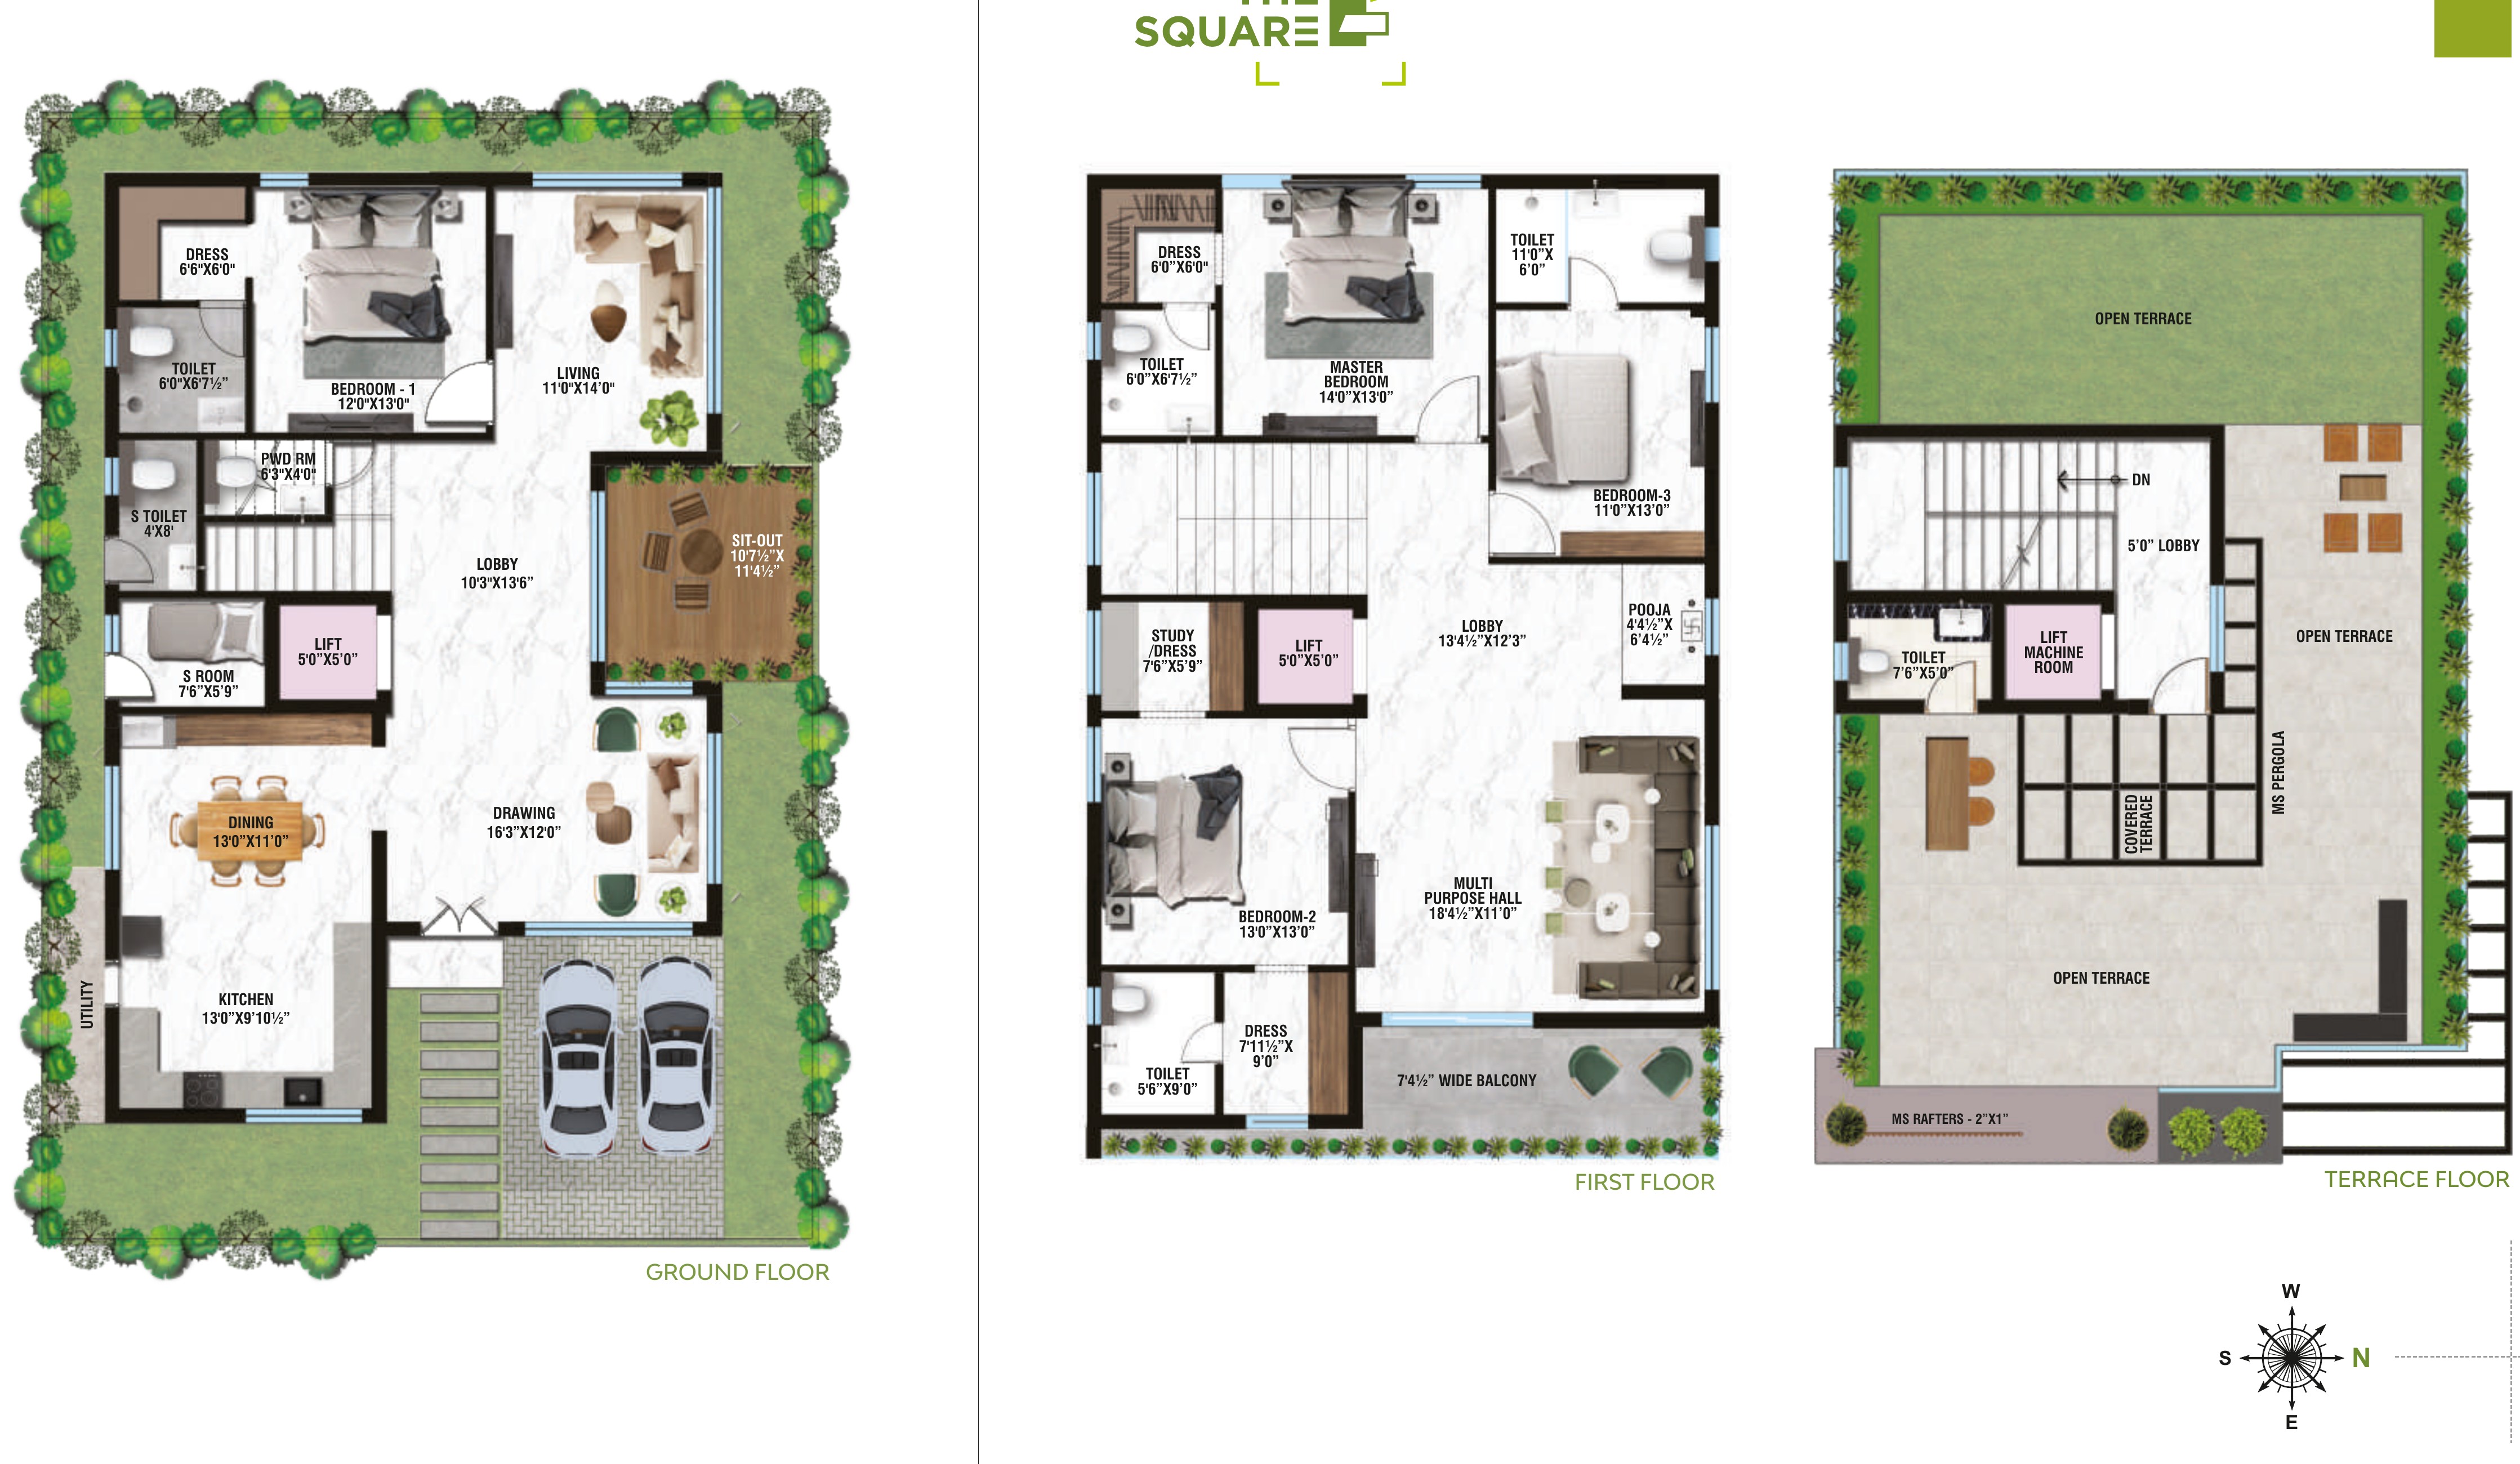 THE
SQUARE
DRESS
6'6"X6'0"
TOILET
6'0"X6'7½"
BEDROOM - 1
12'0"X13'0"
LIVING
11'0"X14'0"
PWD RM
6'3"X4'0"
S TOILET
4'X8'
LOBBY
10'3"X13'6"
SIT-OUT
10'7½"X
11'4½"
S ROOM
7'6"X5'9"
LIFT
5'0"X5'0"
DINING
13'0"X11'0"
DRAWING
16'3"X12'0"
UTILITY
KITCHEN
13'0"X9'10½"
GROUND FLOOR
DRESS
6'0"X6'0"
TOILET
6'0"X6'7½"
MASTER
BEDROOM
14'0"X13'0"
TOILET
11'0"X
6'0"
BEDROOM-3
11'0"X13'0"
STUDY
/DRESS
7'6"X5'9"
LIFT
5'0"X5'0"
LOBBY
13'4½"X12'3"
POOJA
4'4½"X
6'4½"
BEDROOM-2
13'0"X13'0"
MULTI
PURPOSE HALL
18'4½"X11'0"
TOILET
5'6"X9'0"
DRESS
7'11½"X
9'0"
7'4½" WIDE BALCONY
FIRST FLOOR
OPEN TERRACE
DN
5'0" LOBBY
TOILET
7'6"X5'0"
LIFT
MACHINE
ROOM
OPEN TERRACE
MS PERGOLA
COVERED
TERRACE
OPEN TERRACE
MS RAFTERS - 2"X1"
TERRACE FLOOR
W
S
N
E